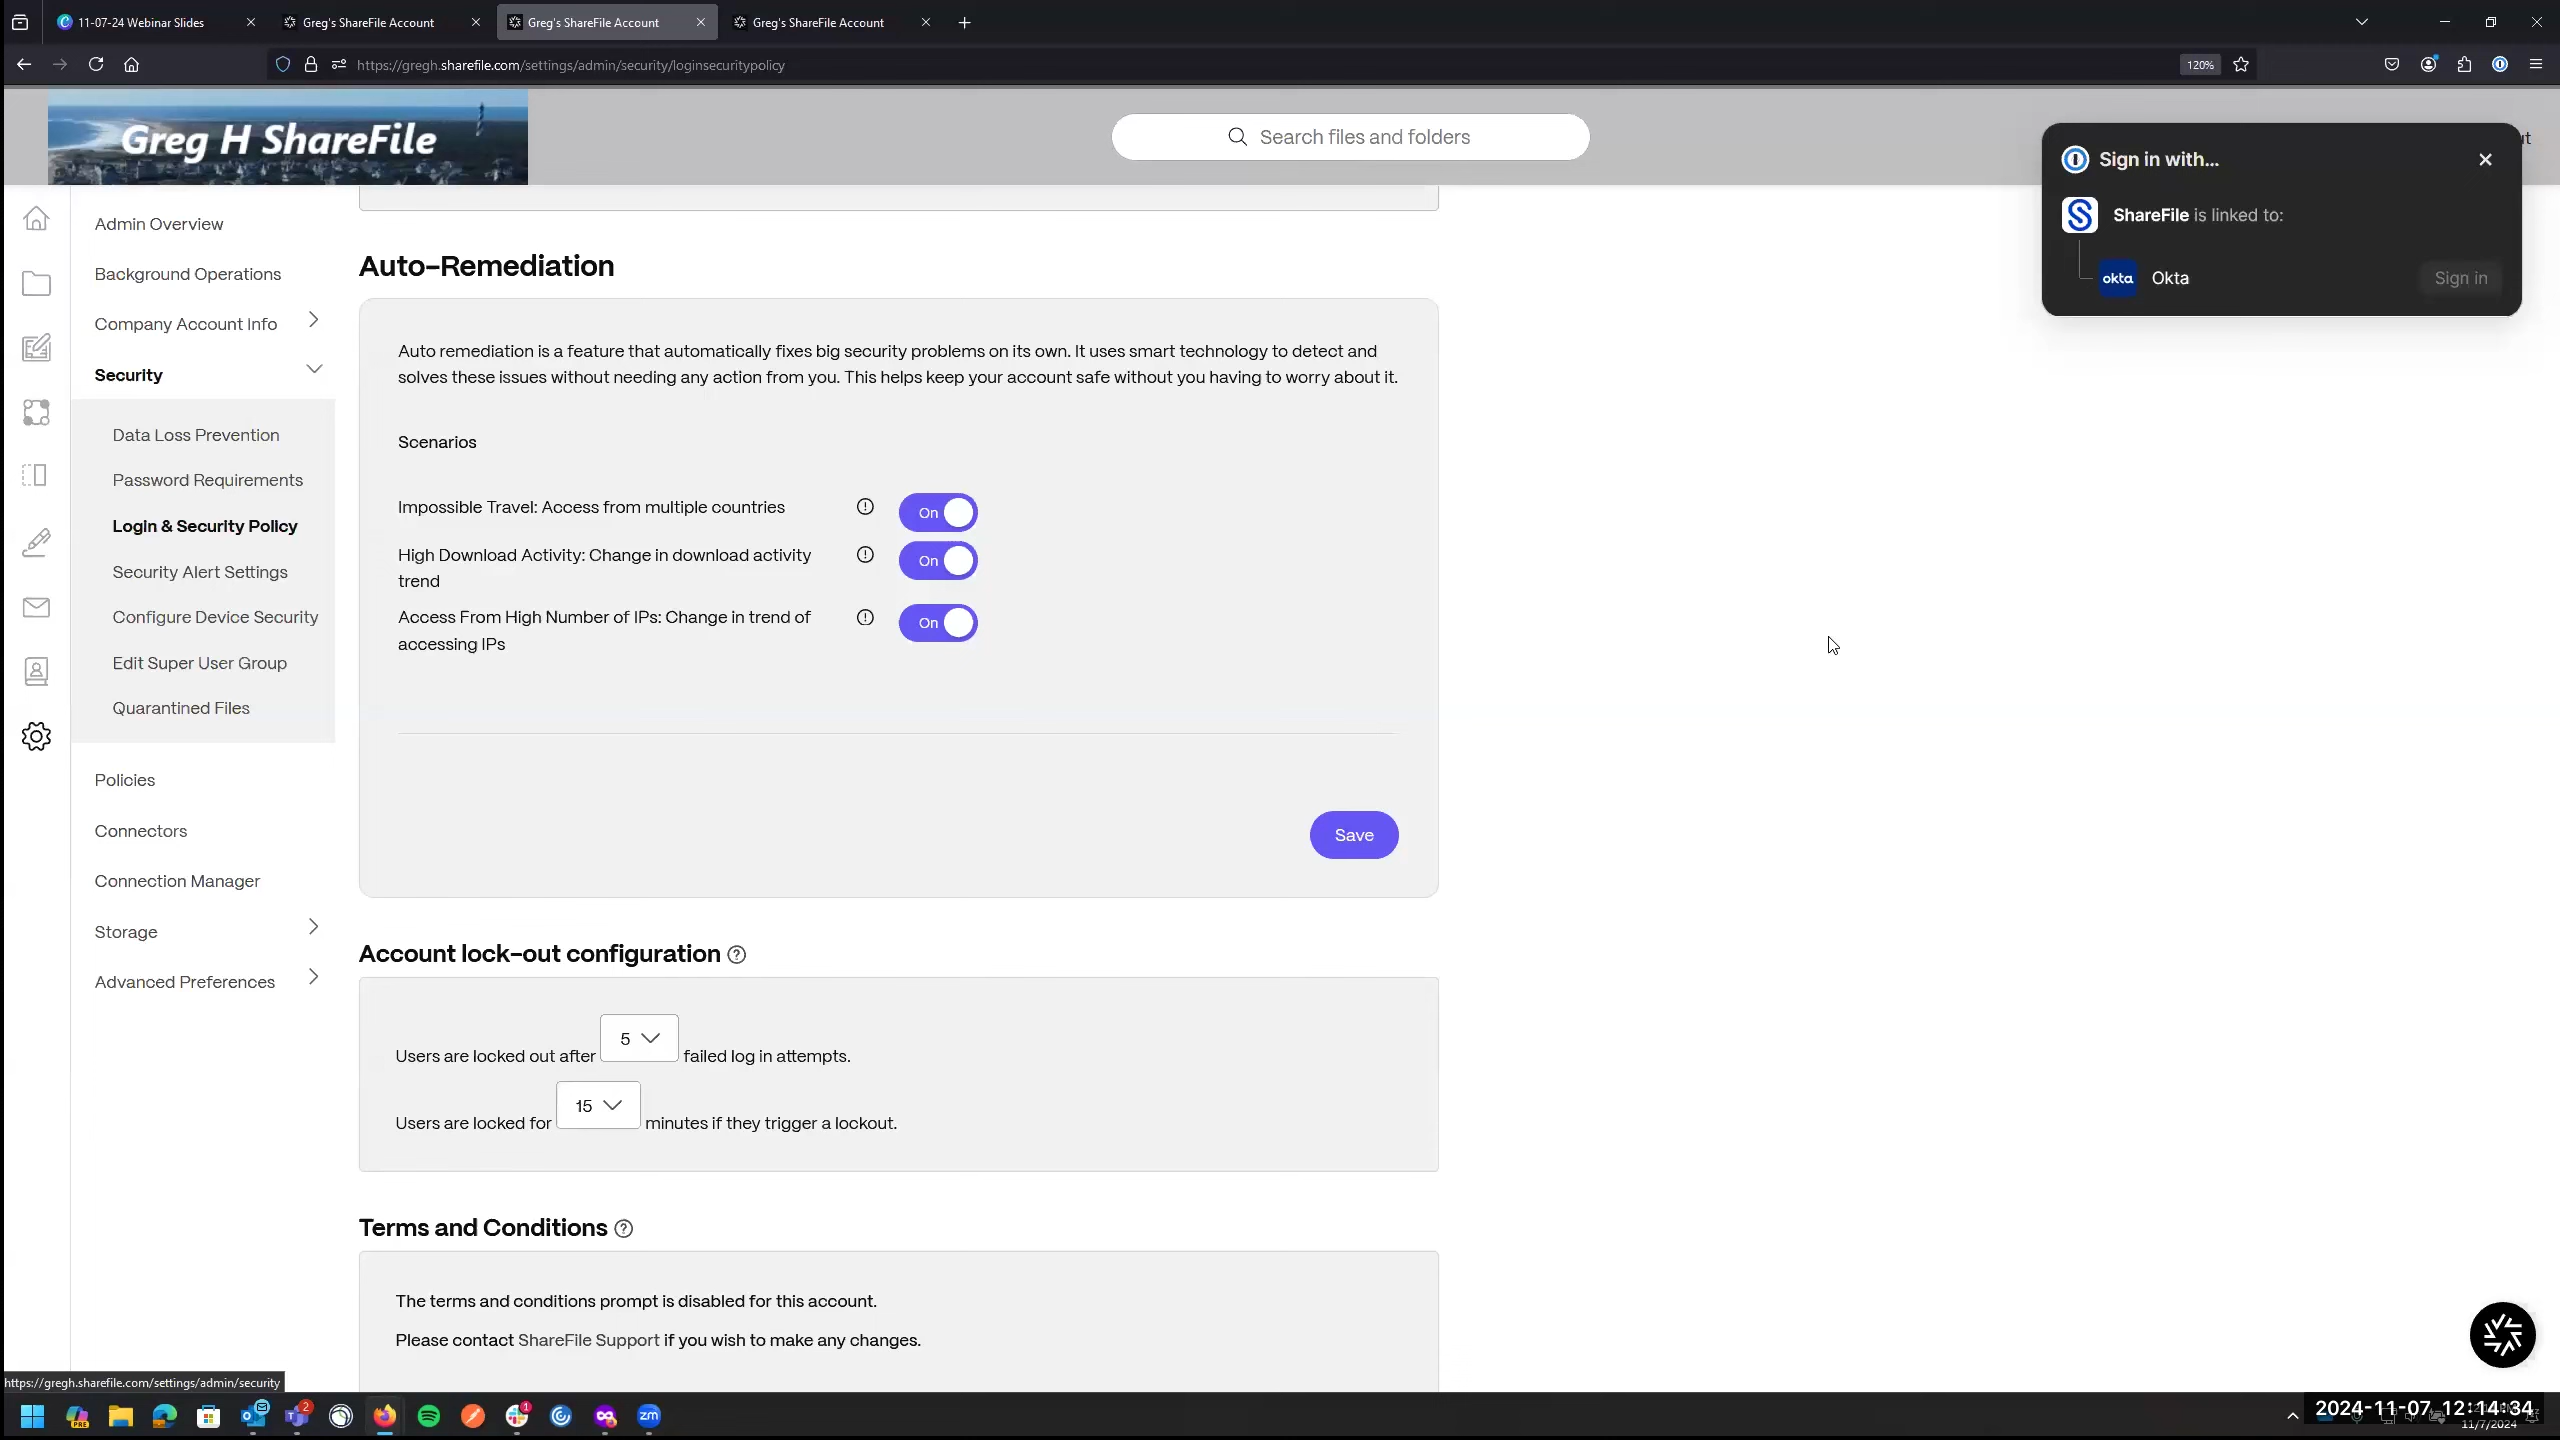 11-07-24 Webinar Slides
Greg's ShareFile Account
Greg's ShareFile Account
Greg's ShareFile Account
https://gregh.sharefile.com/settings/admin/security/loginsecuritypolicy
120%
Greg H ShareFile
Search files and folders
Sign in with...
ShareFile is linked to:
okta
Okta
Sign in
Admin Overview
Background Operations
Company Account Info
Security
Data Loss Prevention
Password Requirements
Login & Security Policy
Security Alert Settings
Configure Device Security
Edit Super User Group
Quarantined Files
Policies
Connectors
Connection Manager
Storage
Advanced Preferences
Auto-Remediation
Auto remediation is a feature that automatically fixes big security problems on its own. It uses smart technology to detect and
solves these issues without needing any action from you. This helps keep your account safe without you having to worry about it.
Scenarios
Impossible Travel: Access from multiple countries
On
High Download Activity: Change in download activity
trend
On
Access From High Number of IPs: Change in trend of
accessing IPs
On
Save
Account lock-out configuration
Users are locked out after 5 failed log in attempts.
Users are locked for 15 minutes if they trigger a lockout.
Terms and Conditions
The terms and conditions prompt is disabled for this account.
Please contact ShareFile Support if you wish to make any changes.
https://gregh.sharefile.com/settings/admin/security
PRE
2
1
zm
2024-11-07 12:14:34
11/7/2024